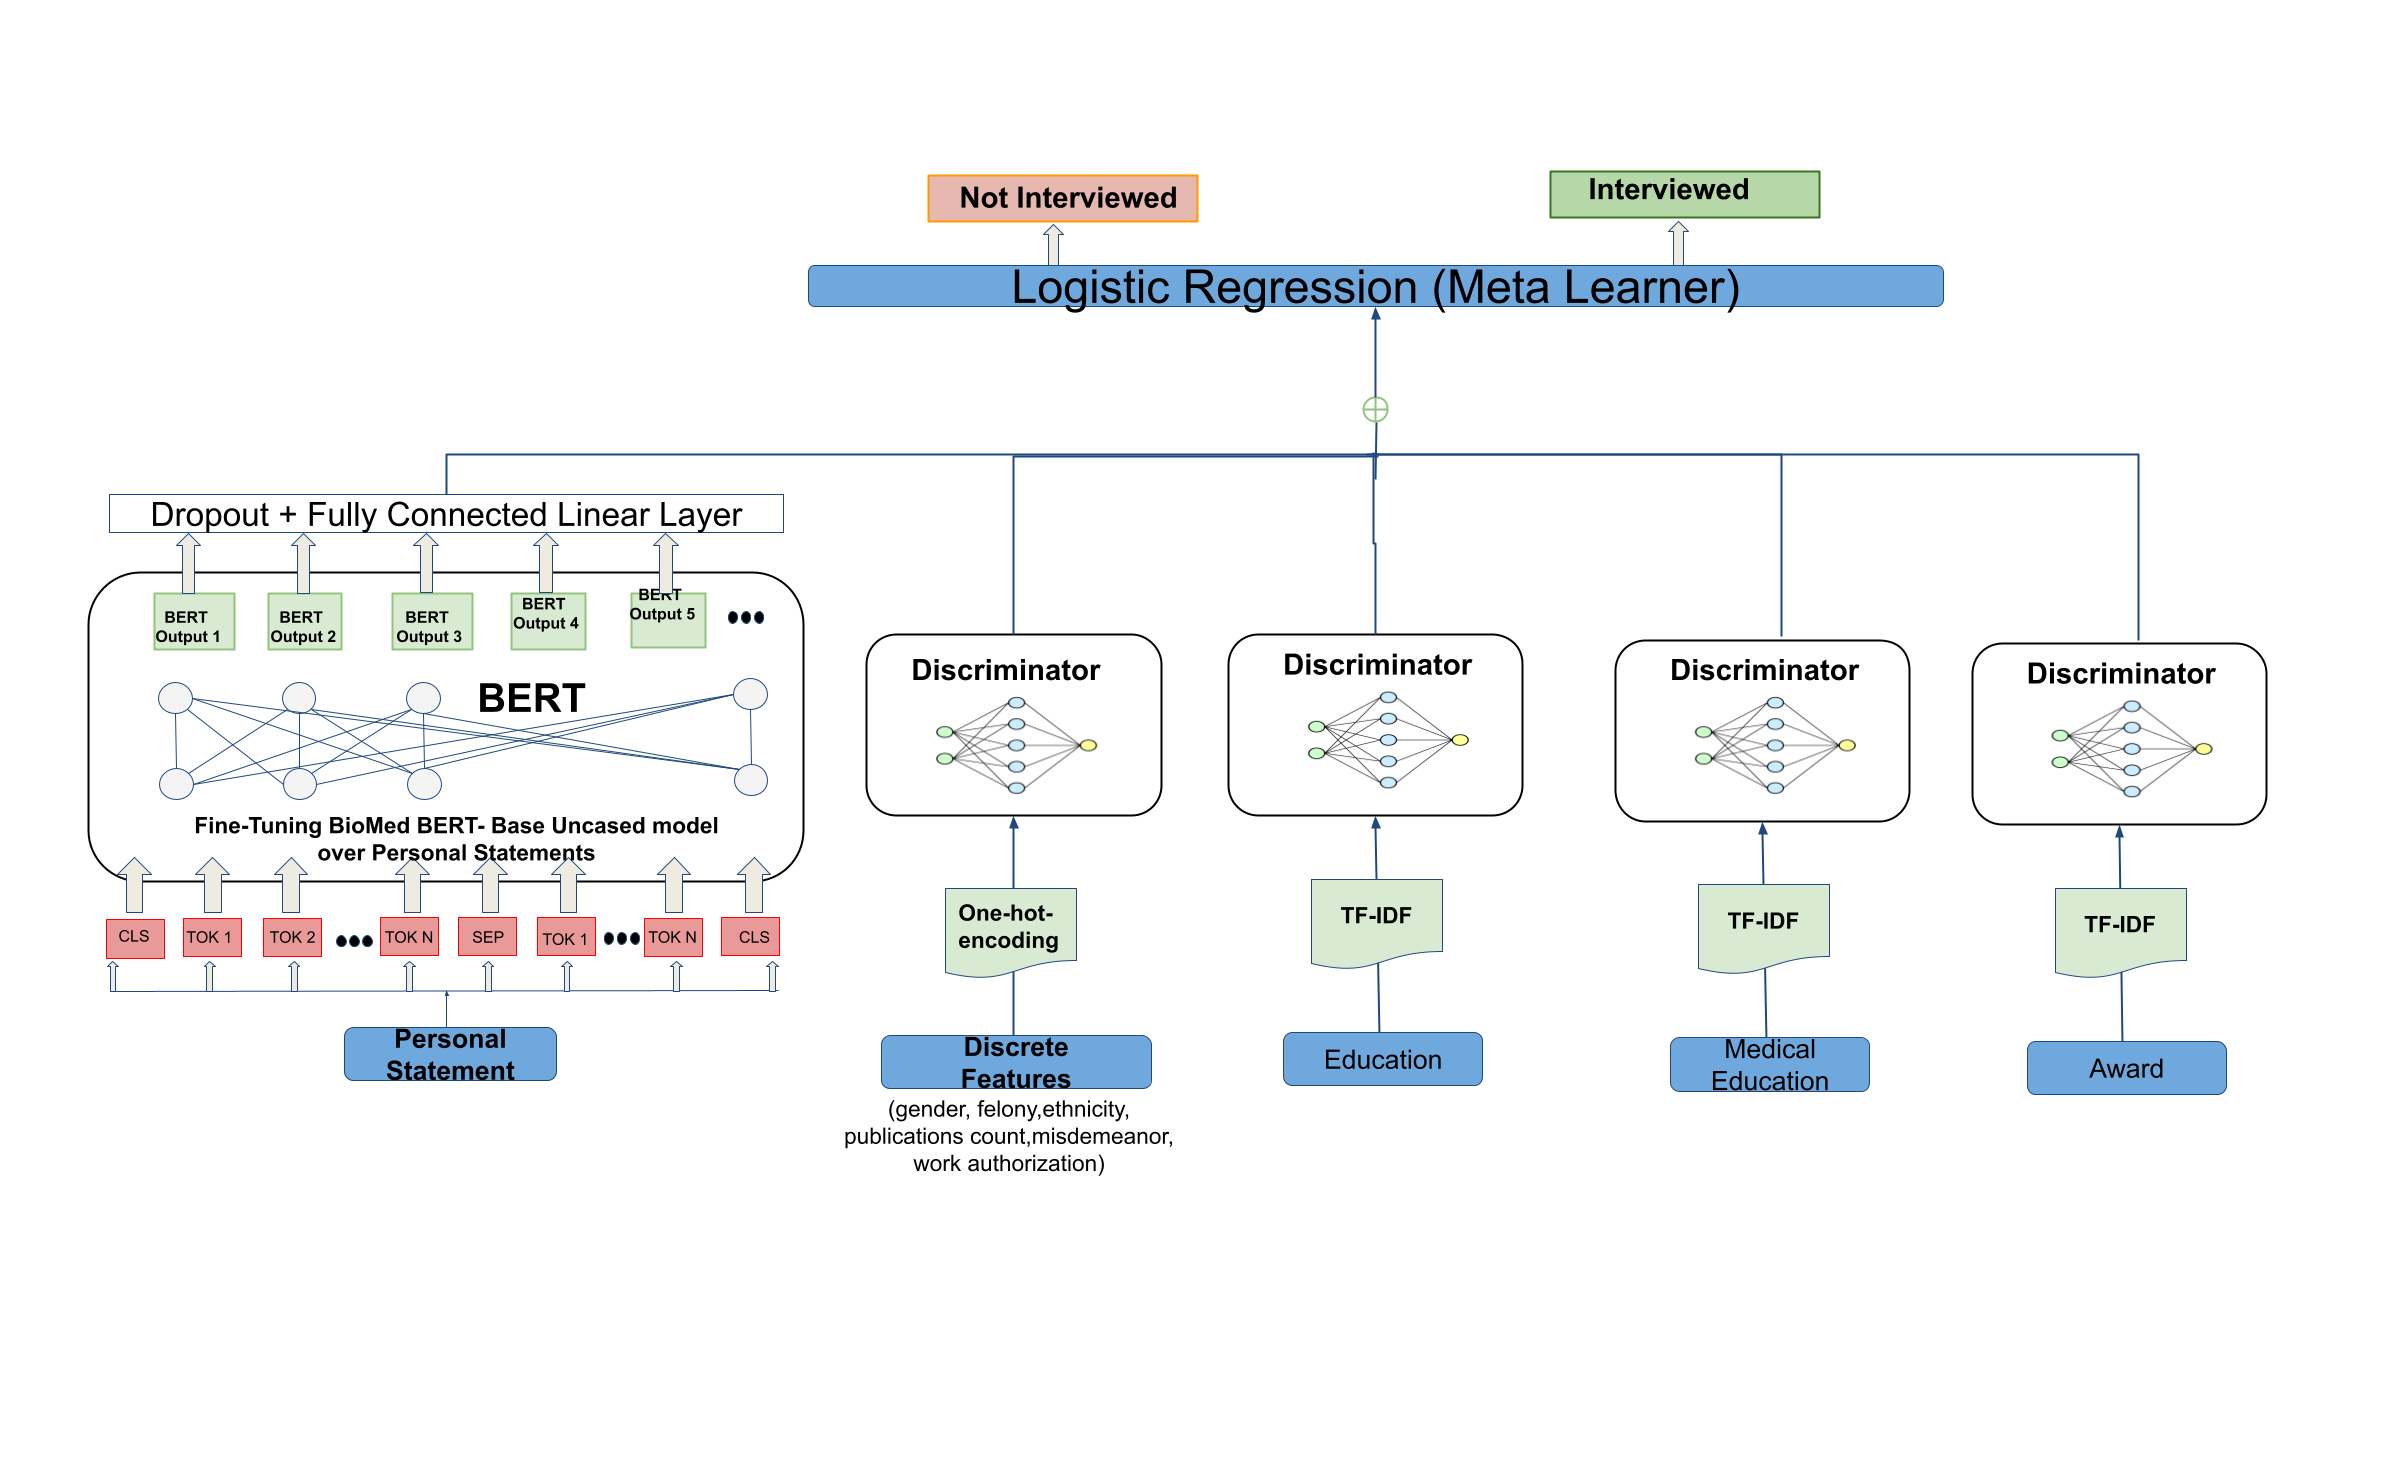 Not Interviewed
Interviewed
Logistic Regression (Meta Learner)
Dropout + Fully Connected Linear Layer
BERT
Output 1
BERT
Output 2
BERT
Output 3
BERT
Output 4
BERT
Output 5
BERT
Fine-Tuning BioMed BERT- Base Uncased model
over Personal Statements
CLS
TOK 1
TOK 2
TOK N
SEP
TOK 1
TOK N
CLS
Personal
Statement
Discriminator
Discriminator
Discriminator
Discriminator
One-hot-
encoding
TF-IDF
TF-IDF
TF-IDF
Discrete
Features
(gender, felony,ethnicity,
publications count,misdemeanor,
work authorization)
Education
Medical
Education
Award